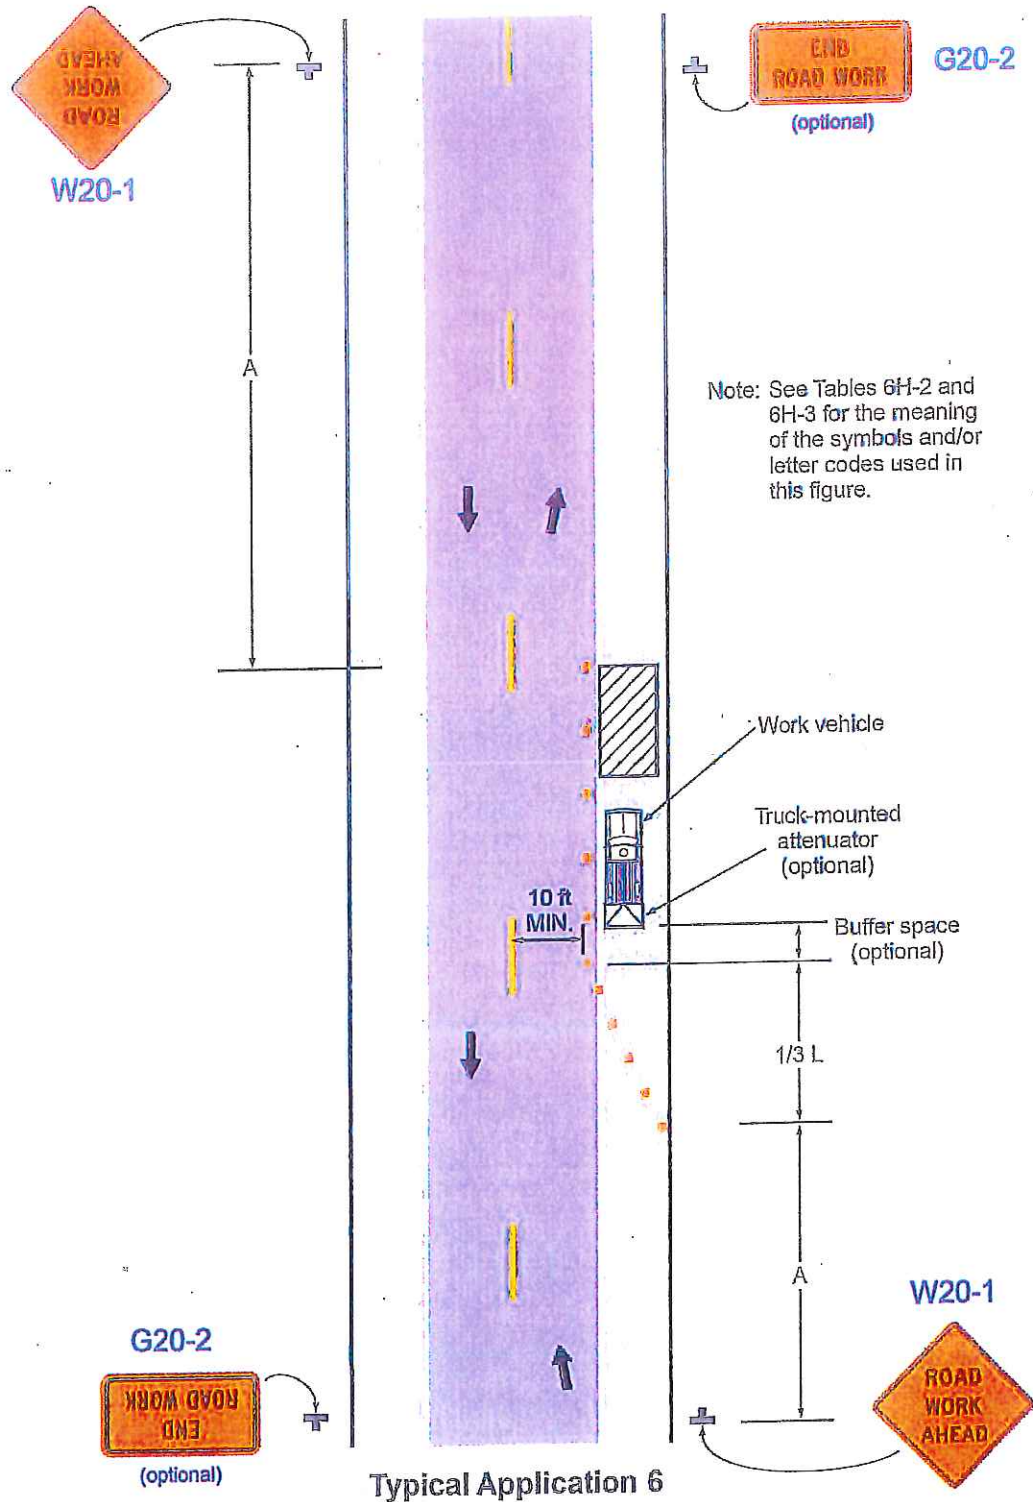 ROAD
WORK
AHEAD
W20-1
END
ROAD WORK
G20-2
(optional)
A
Note: See Tables 6H-2 and
6H-3 for the meaning
of the symbols and/or
letter codes used in
this figure.
Work vehicle
Truck-mounted
attenuator
(optional)
10 ft
MIN.
Buffer space
(optional)
1/3 L
A
W20-1
ROAD
WORK
AHEAD
G20-2
END
ROAD WORK
(optional)
Typical Application 6